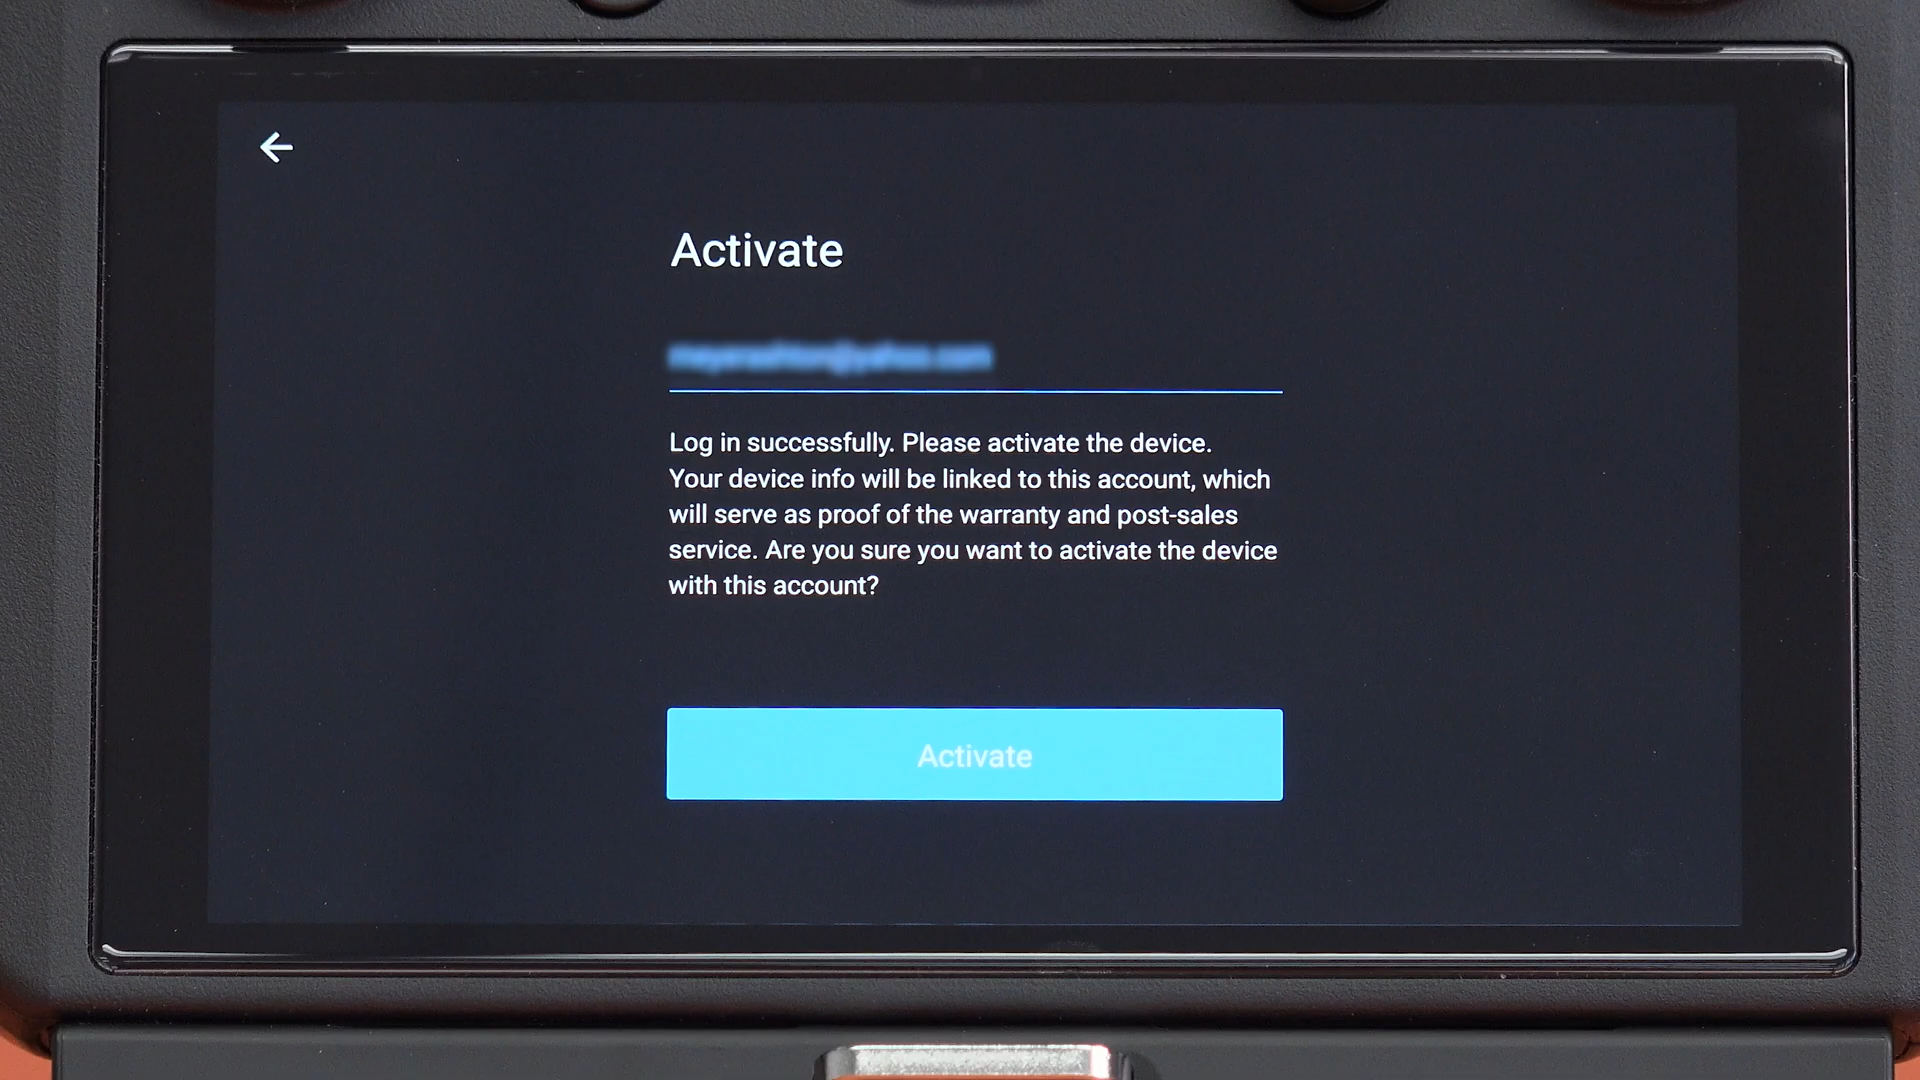 Activate
Log in successfully. Please activate the device.
Your device info will be linked to this account, which
will serve as proof of the warranty and post-sales
service. Are you sure you want to activate the device
with this account?
Activate